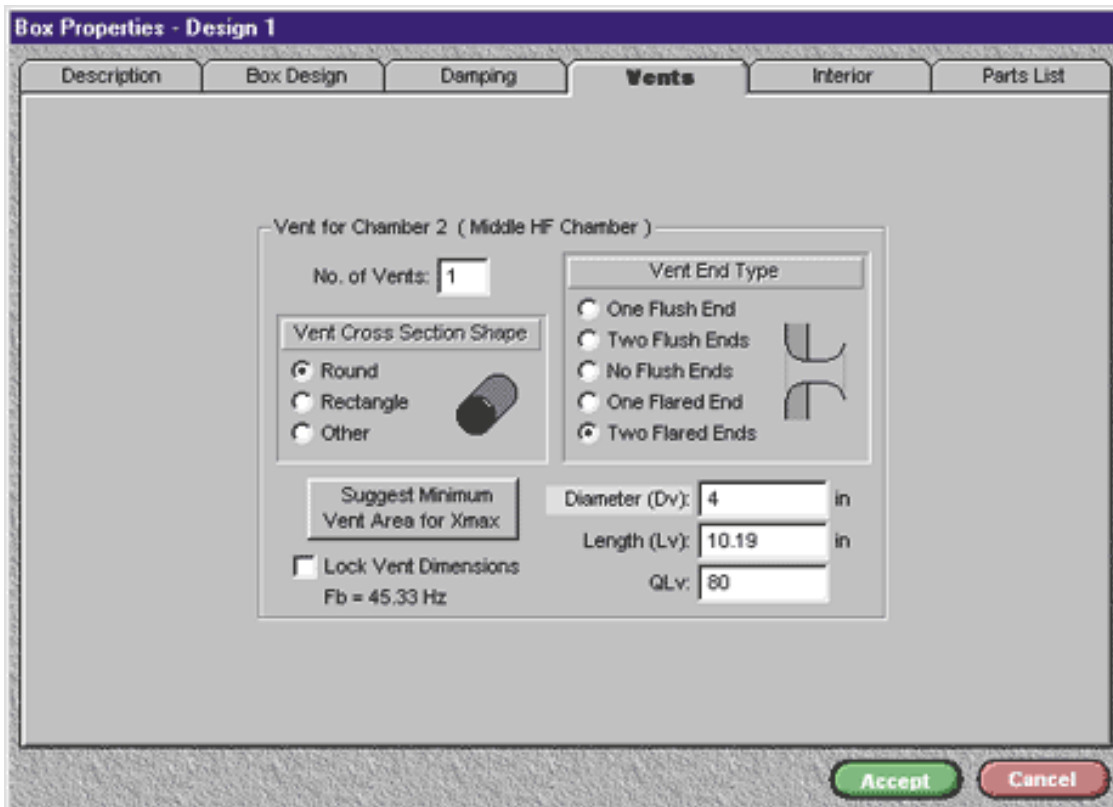 Box Properties - Design 1
Description
Box Design
Damping
Vents
Interior
Parts List
Vent for Chamber 2 ( Middle HF Chamber )
No. of Vents: 1
Vent Cross Section Shape
Round
Rectangle
Other
Vent End Type
One Flush End
Two Flush Ends
No Flush Ends
One Flared End
Two Flared Ends
Suggest Minimum
Vent Area for Xmax
Lock Vent Dimensions
Fb = 45.33 Hz
Diameter (Dv): 4 in
Length (Lv): 10.19 in
QLv: 80
Accept
Cancel